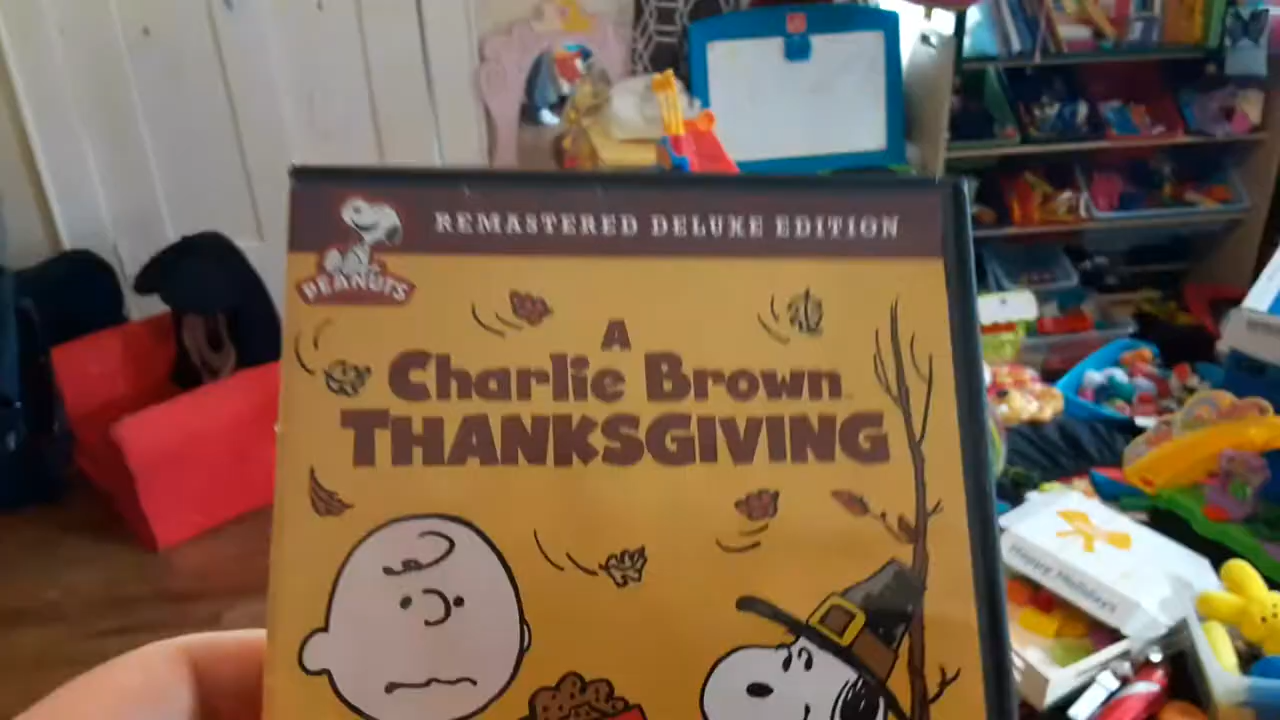 REMASTERED DELUXE EDITION
PEANUTS
A
Charlie Brown
THANKSGIVING
Happy Holidays